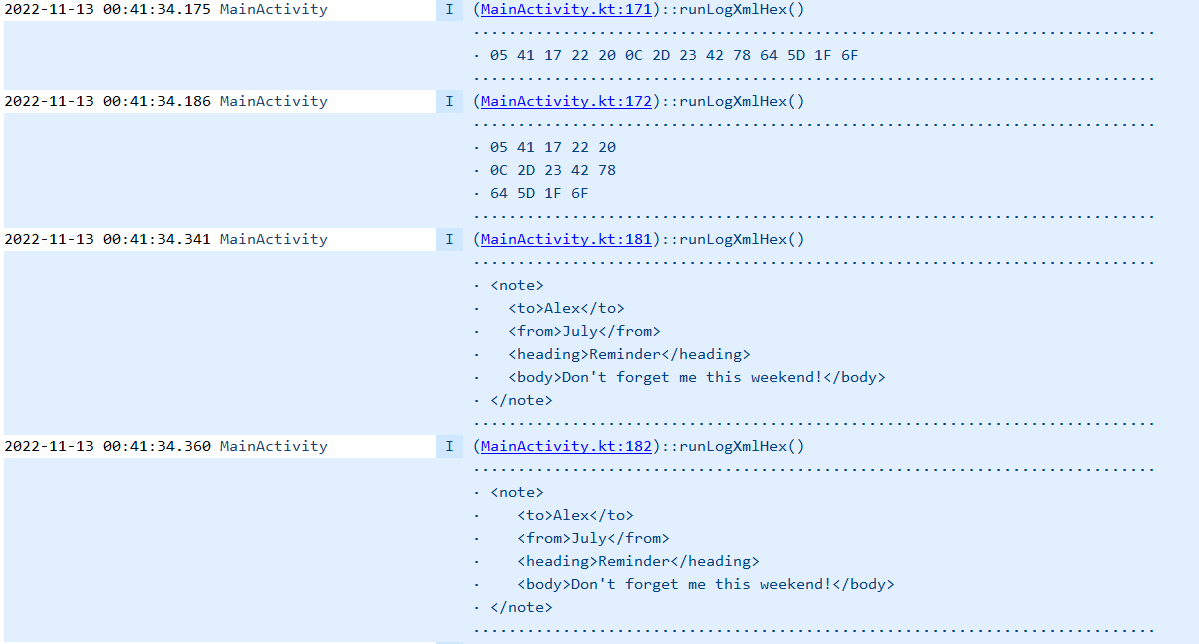 2022-11-13 00:41:34.175 MainActivity I (MainActivity.kt:171)::runLogXmlHex()
............................................................................
· 05 41 17 22 20 0C 2D 23 42 78 64 5D 1F 6F
............................................................................
2022-11-13 00:41:34.186 MainActivity I (MainActivity.kt:172)::runLogXmlHex()
............................................................................
· 05 41 17 22 20
· 0C 2D 23 42 78
· 64 5D 1F 6F
............................................................................
2022-11-13 00:41:34.341 MainActivity I (MainActivity.kt:181)::runLogXmlHex()
............................................................................
· <note>
·   <to>Alex</to>
·   <from>July</from>
·   <heading>Reminder</heading>
·   <body>Don't forget me this weekend!</body>
· </note>
............................................................................
2022-11-13 00:41:34.360 MainActivity I (MainActivity.kt:182)::runLogXmlHex()
............................................................................
· <note>
·    <to>Alex</to>
·    <from>July</from>
·    <heading>Reminder</heading>
·    <body>Don't forget me this weekend!</body>
· </note>
............................................................................